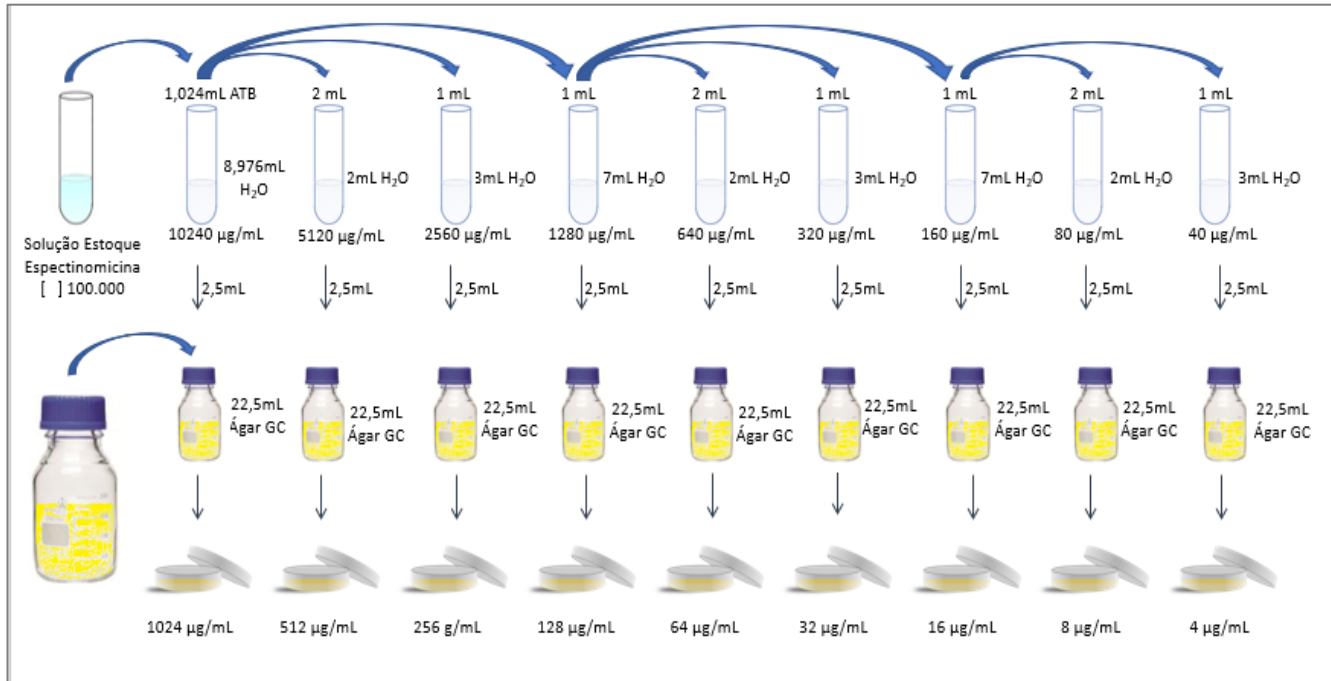 1,024mL ATB
2 mL
1 mL
1 mL
2 mL
1 mL
1 mL
2 mL
1 mL
8,976mL
H₂O
2mL H₂O
3mL H₂O
7mL H₂O
2mL H₂O
3mL H₂O
7mL H₂O
2mL H₂O
3mL H₂O
Solução Estoque
Espectinomicina
[ ] 100.000
10240 µg/mL
5120 µg/mL
2560 µg/mL
1280 µg/mL
640 µg/mL
320 µg/mL
160 µg/mL
80 µg/mL
40 µg/mL
2,5mL
2,5mL
2,5mL
2,5mL
2,5mL
2,5mL
2,5mL
2,5mL
2,5mL
22,5mL
Ágar GC
22,5mL
Ágar GC
22,5mL
Ágar GC
22,5mL
Ágar GC
22,5mL
Ágar GC
22,5mL
Ágar GC
22,5mL
Ágar GC
22,5mL
Ágar GC
22,5mL
Ágar GC
1024 µg/mL
512 µg/mL
256 g/mL
128 µg/mL
64 µg/mL
32 µg/mL
16 µg/mL
8 µg/mL
4 µg/mL